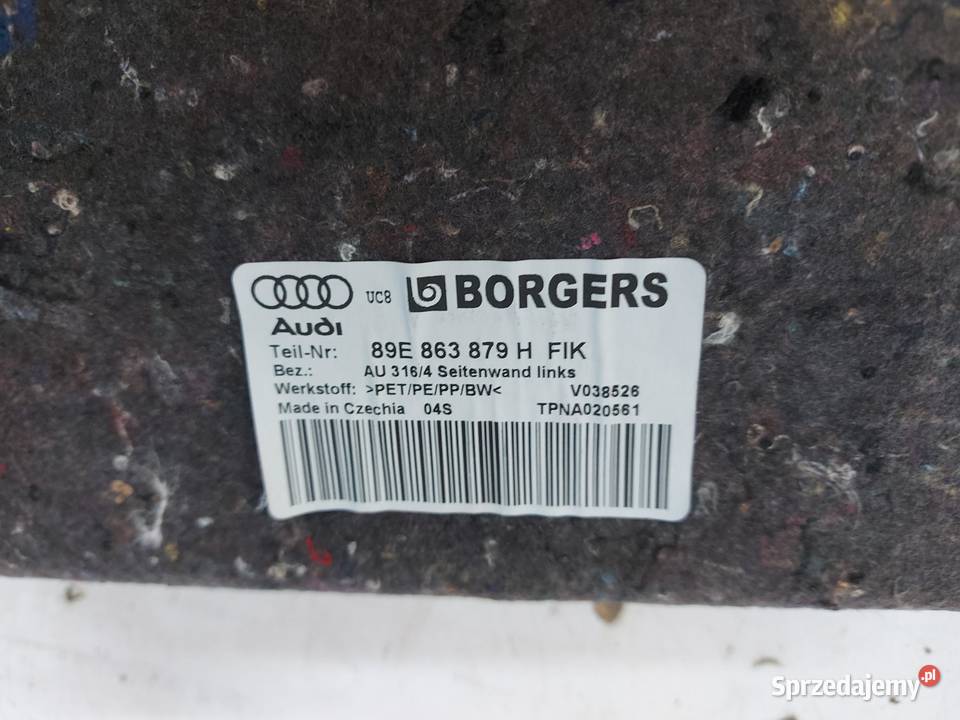 UC8 BORGERS
Audi
Teil-Nr: 89E 863 879 H FIK
Bez.: AU 316/4 Seitenwand links
Werkstoff: >PET/PE/PP/BW< V038526
Made in Czechia 04S TPNA020561
Sprzedajemy.pl